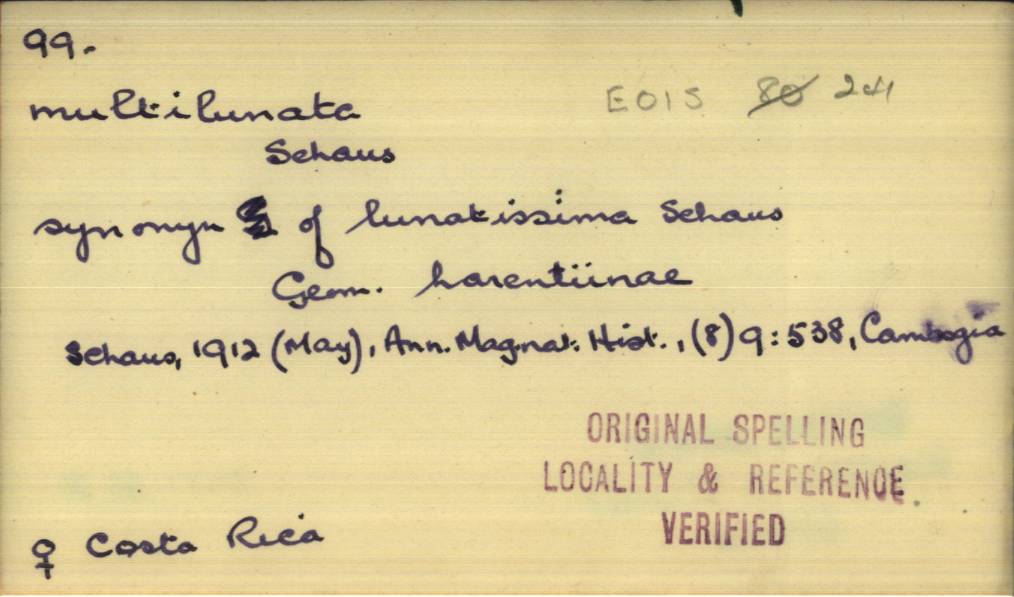 99.
multilunata EOIS 80 24
Schaus
synonym of lunatissima Schaus
Geom. Larentiinae
Schaus, 1912 (May), Ann. Mag. nat. Hist., (8) 9: 538, Cambogia
ORIGINAL SPELLING
LOCALITY & REFERENCE
VERIFIED
♀ Costa Rica